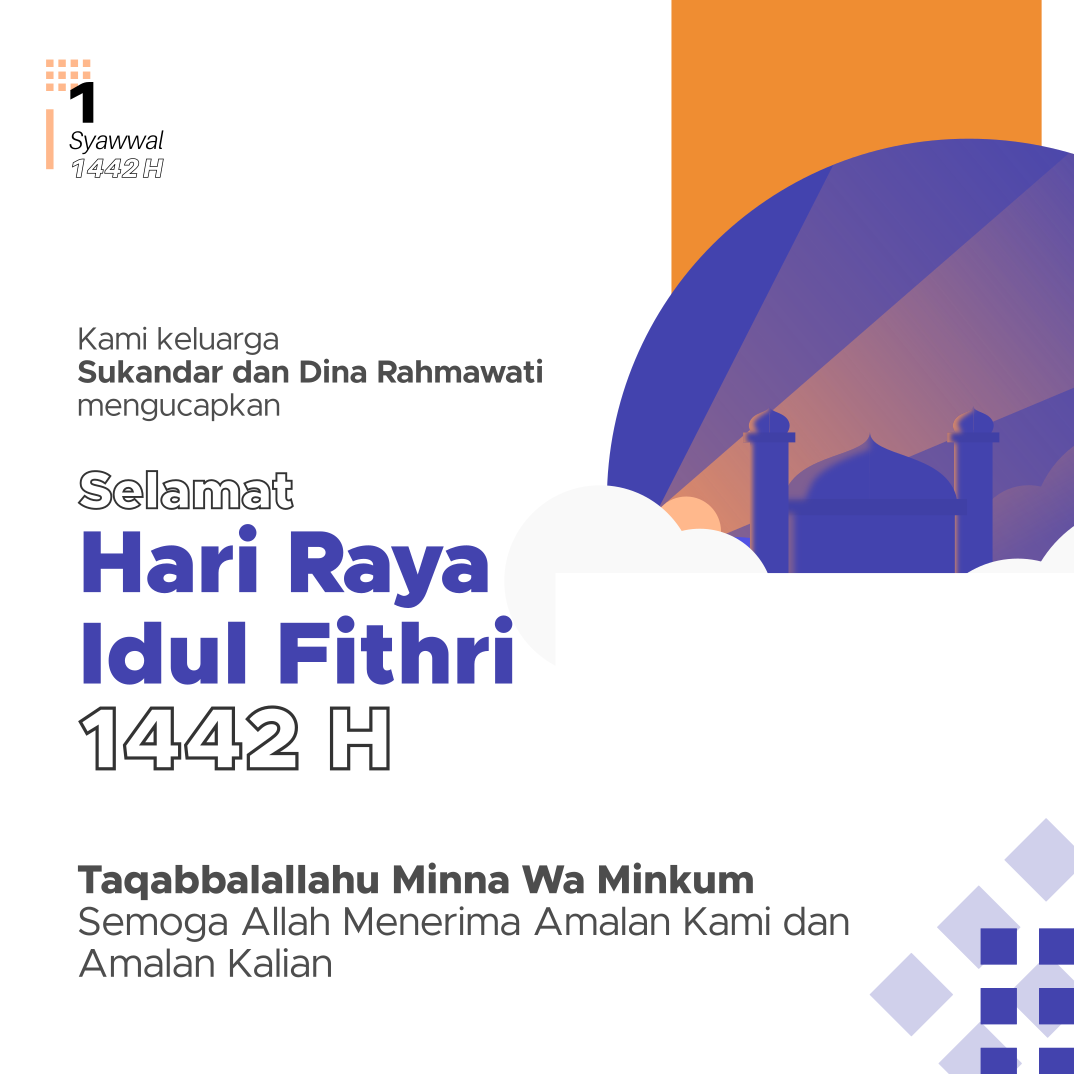 1
Syawwal
1442 H
Kami keluarga
Sukandar dan Dina Rahmawati
mengucapkan
Selamat
Hari Raya
Idul Fithri
1442 H
Taqabbalallahu Minna Wa Minkum
Semoga Allah Menerima Amalan Kami dan
Amalan Kalian